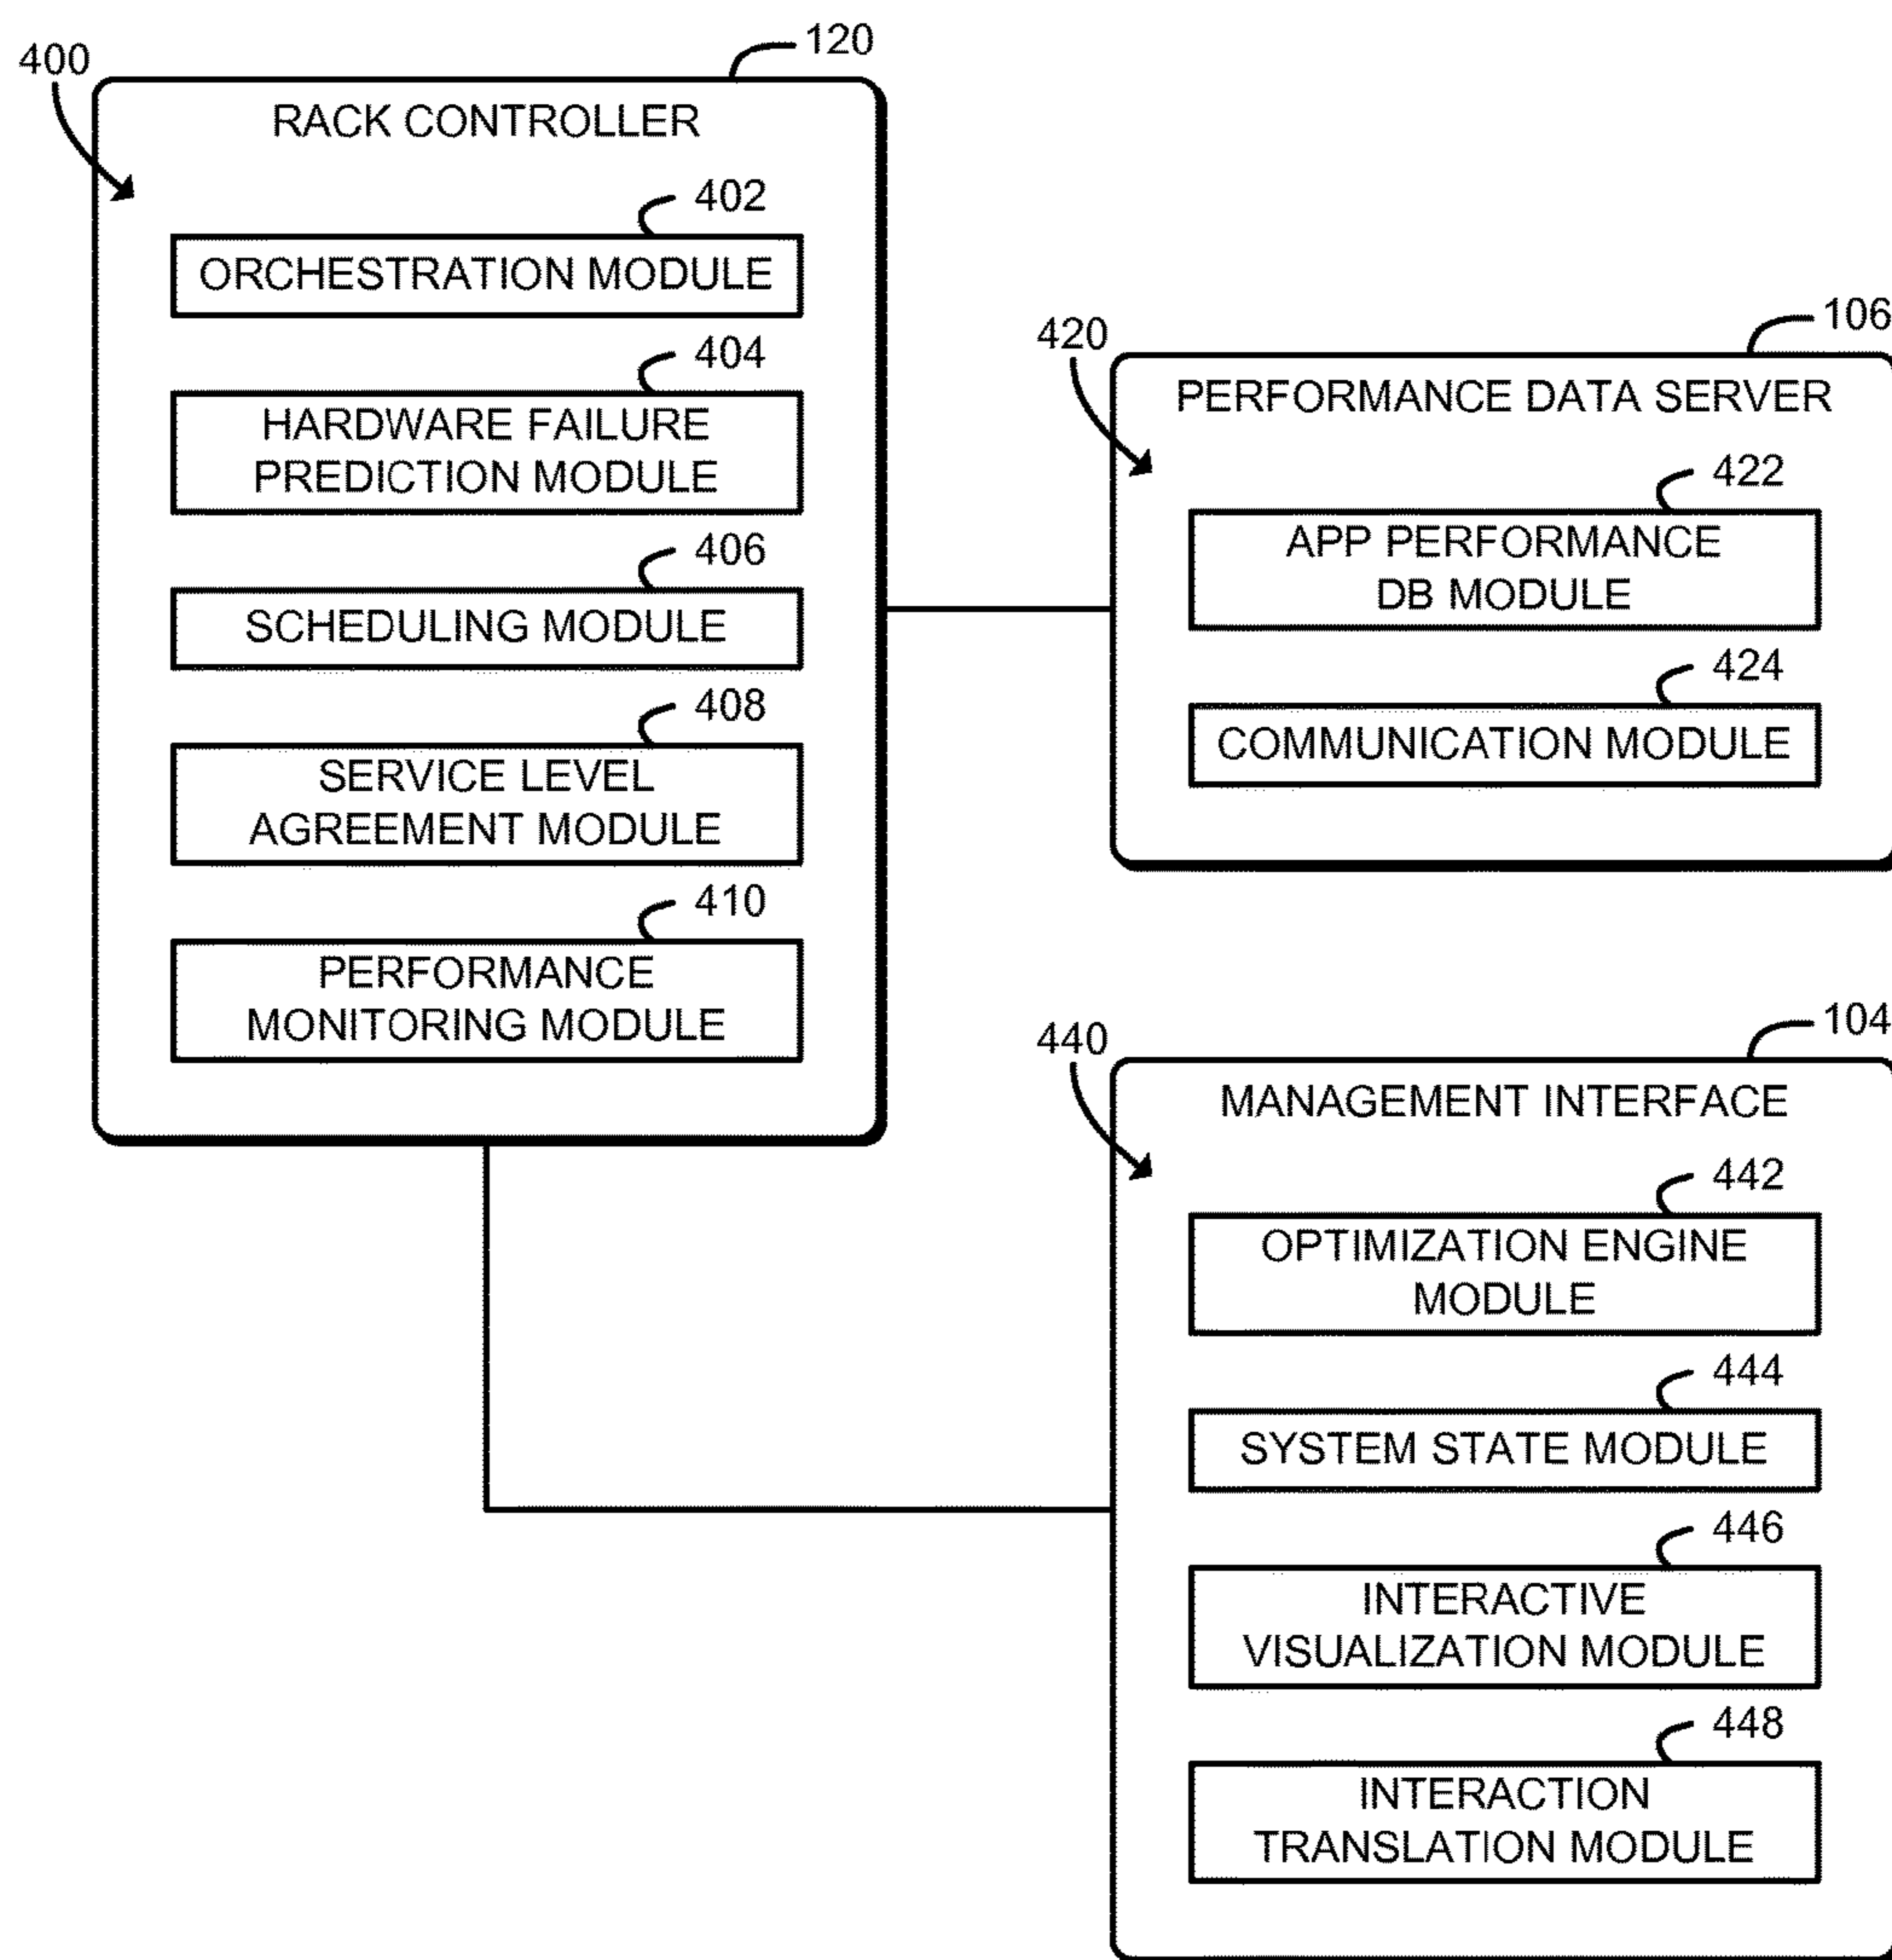 400
120
RACK CONTROLLER
402
ORCHESTRATION MODULE
404
HARDWARE FAILURE
PREDICTION MODULE
406
SCHEDULING MODULE
408
SERVICE LEVEL
AGREEMENT MODULE
410
PERFORMANCE
MONITORING MODULE
420
106
PERFORMANCE DATA SERVER
422
APP PERFORMANCE
DB MODULE
424
COMMUNICATION MODULE
440
104
MANAGEMENT INTERFACE
442
OPTIMIZATION ENGINE
MODULE
444
SYSTEM STATE MODULE
446
INTERACTIVE
VISUALIZATION MODULE
448
INTERACTION
TRANSLATION MODULE